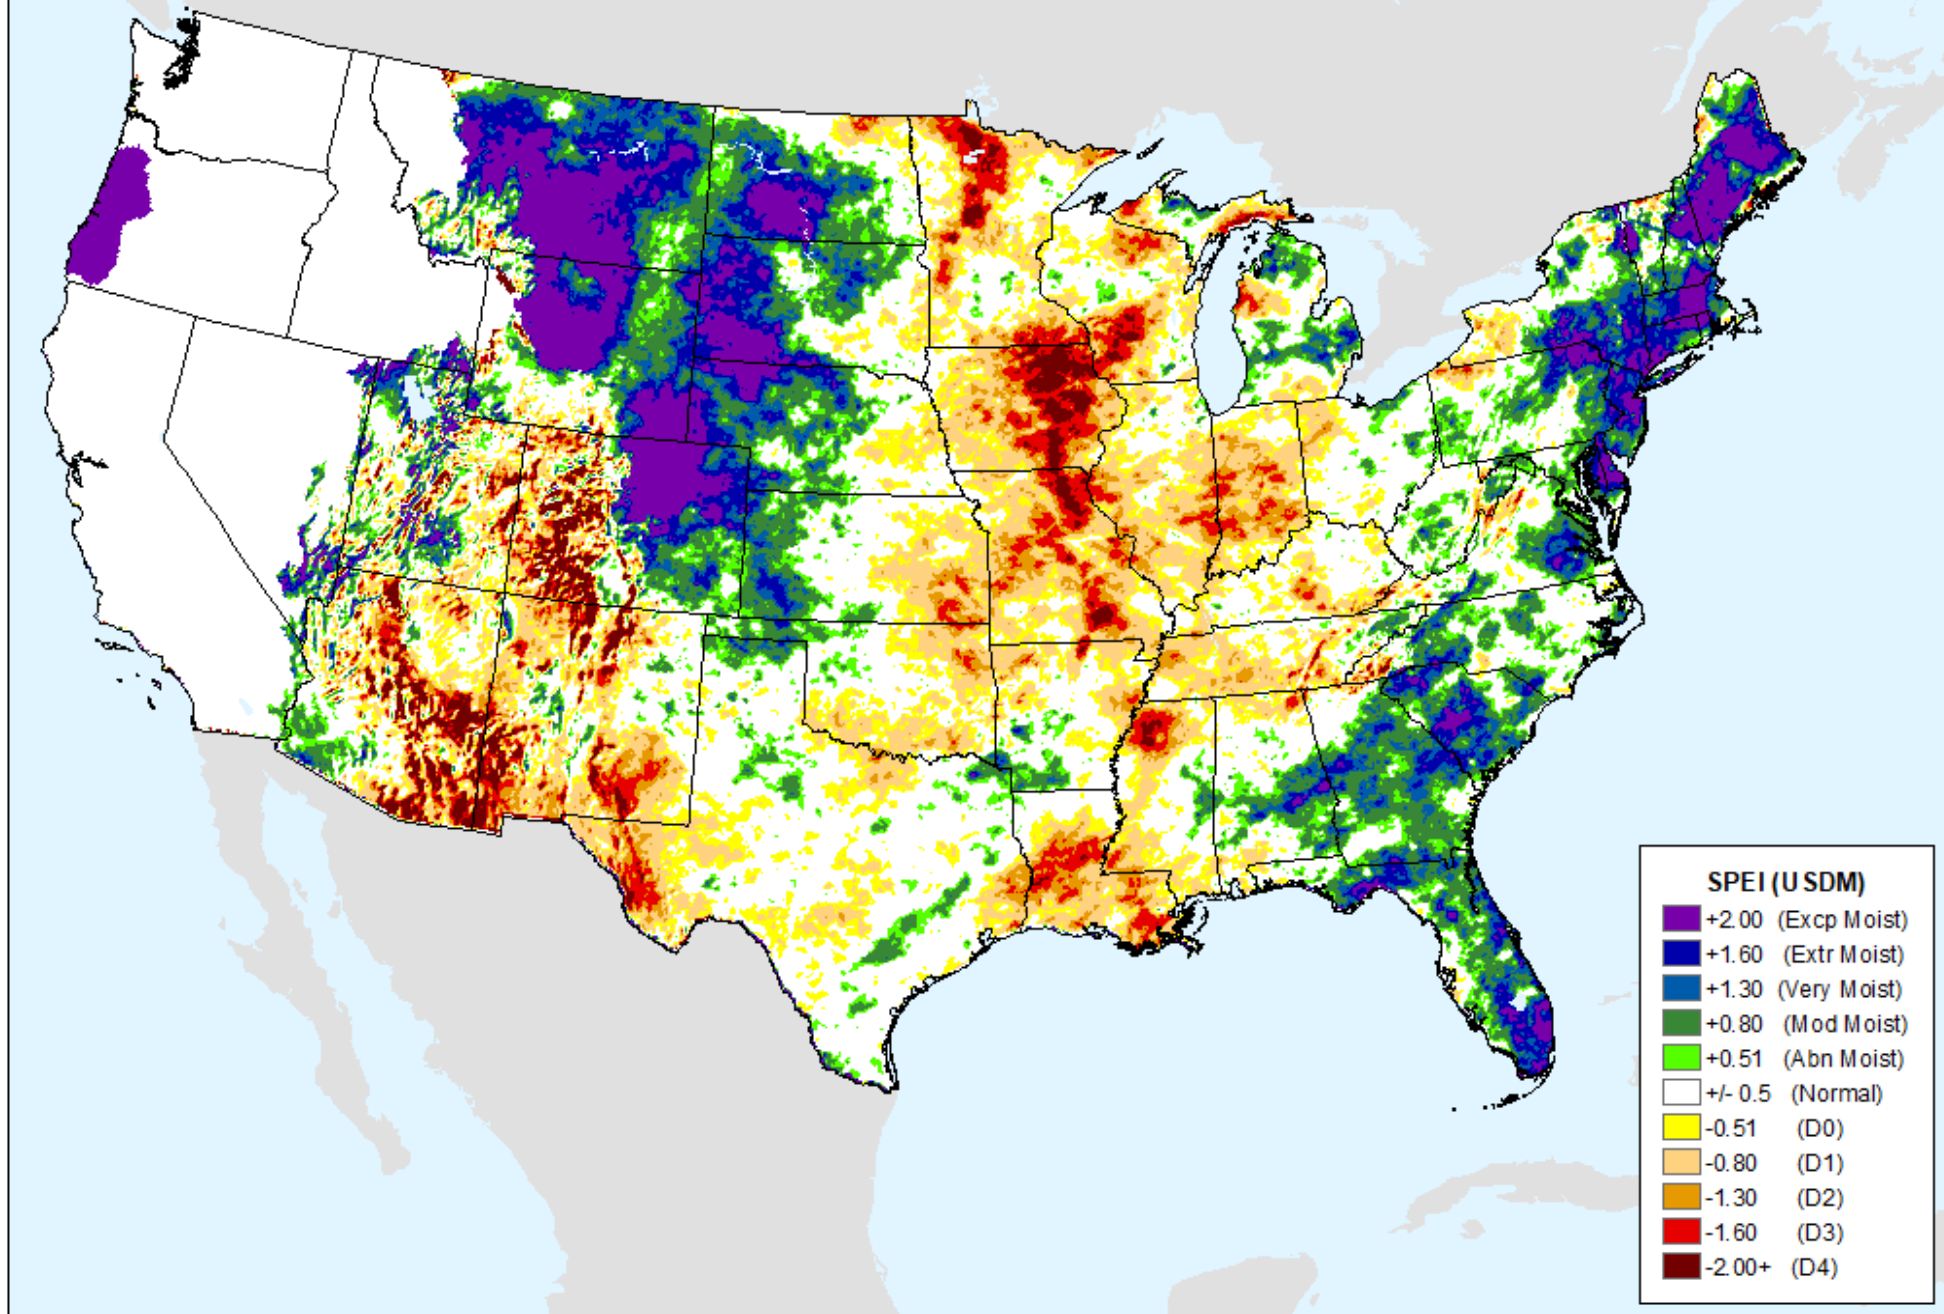 SPEI (USDM)
+2.00 (Excp Moist)
+1.60 (Extr Moist)
+1.30 (Very Moist)
+0.80 (Mod Moist)
+0.51 (Abn Moist)
+/- 0.5 (Normal)
-0.51 (D0)
-0.80 (D1)
-1.30 (D2)
-1.60 (D3)
-2.00+ (D4)